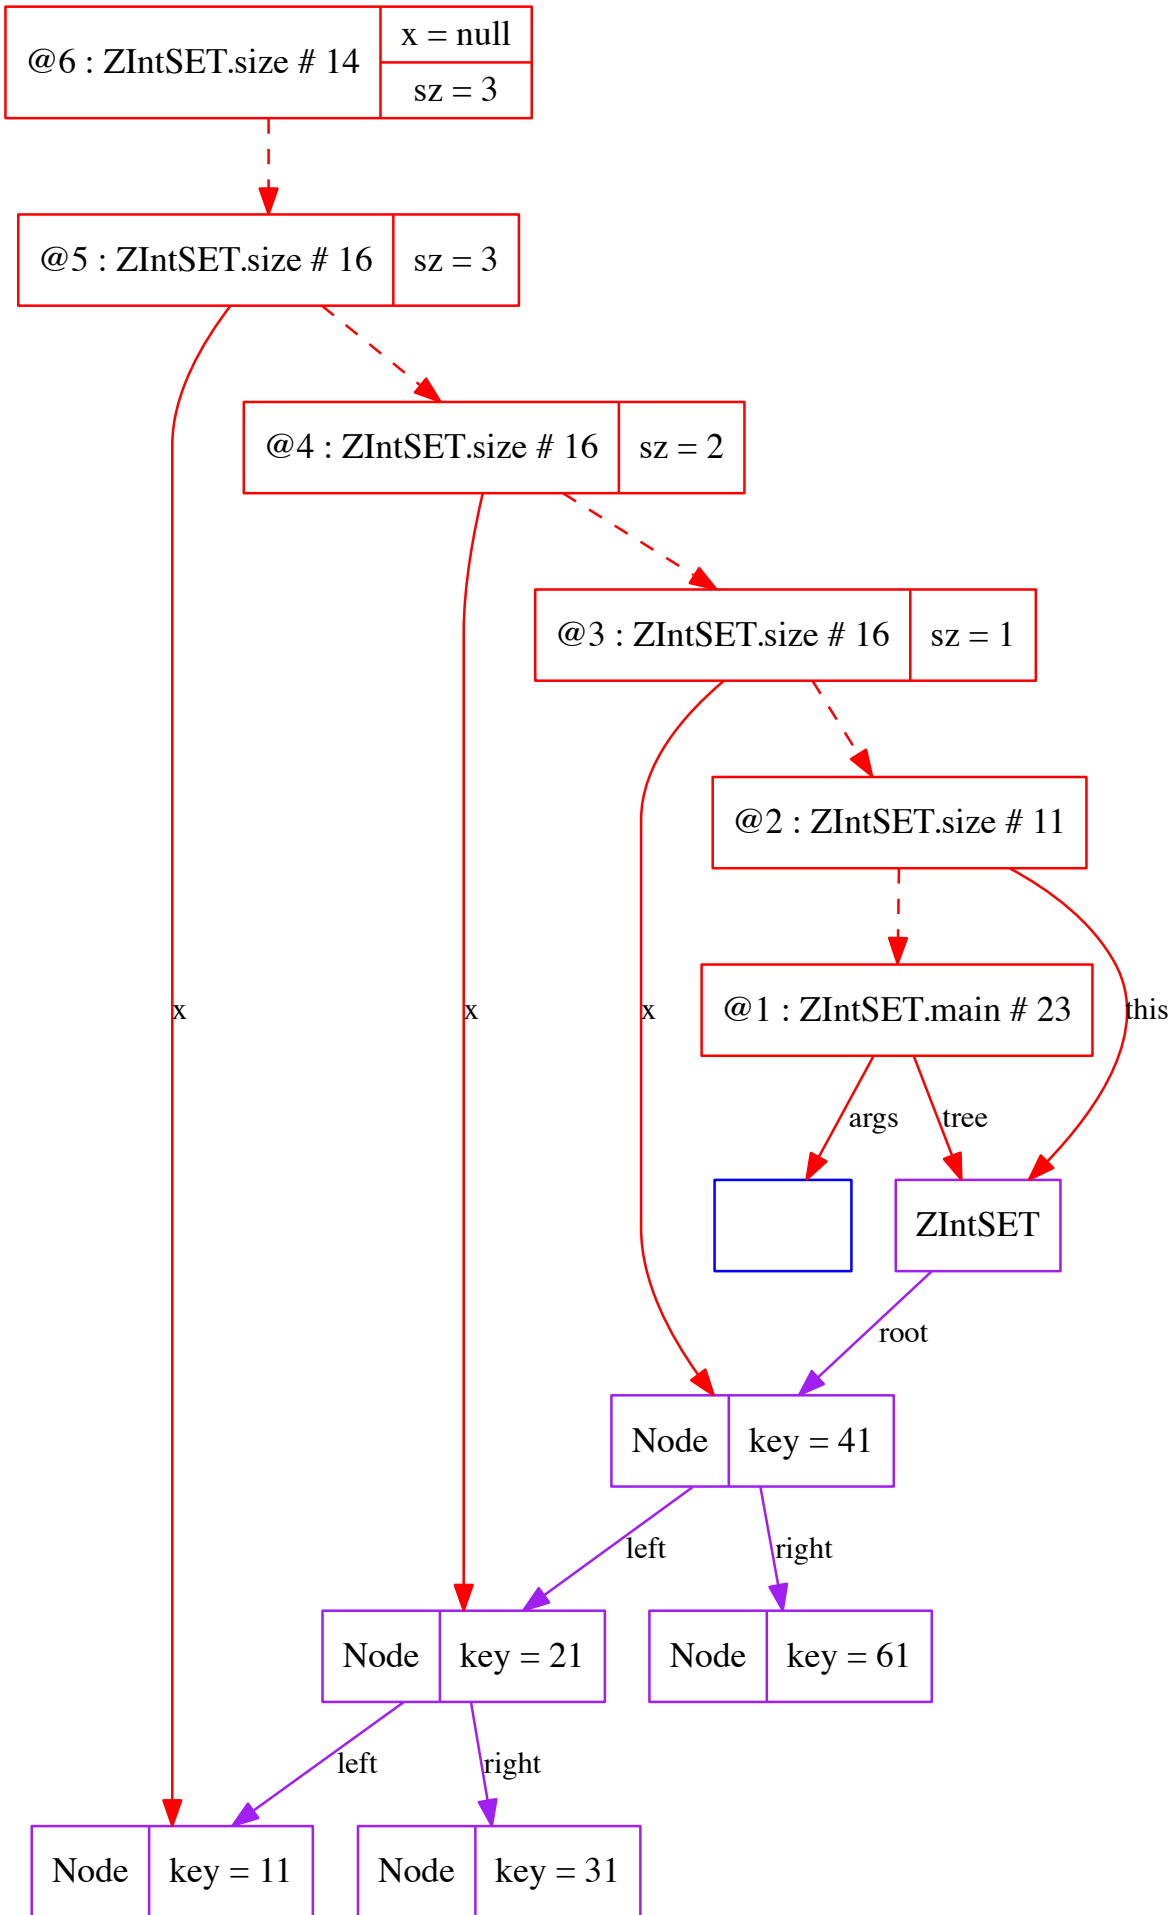 @6 : ZIntSET.size # 14
x = null
sz = 3
@5 : ZIntSET.size # 16
sz = 3
@4 : ZIntSET.size # 16
sz = 2
@3 : ZIntSET.size # 16
sz = 1
@2 : ZIntSET.size # 11
x
x
x
@1 : ZIntSET.main # 23
this
args
tree
ZIntSET
root
Node
key = 41
left
right
Node
key = 21
Node
key = 61
left
right
Node
key = 11
Node
key = 31